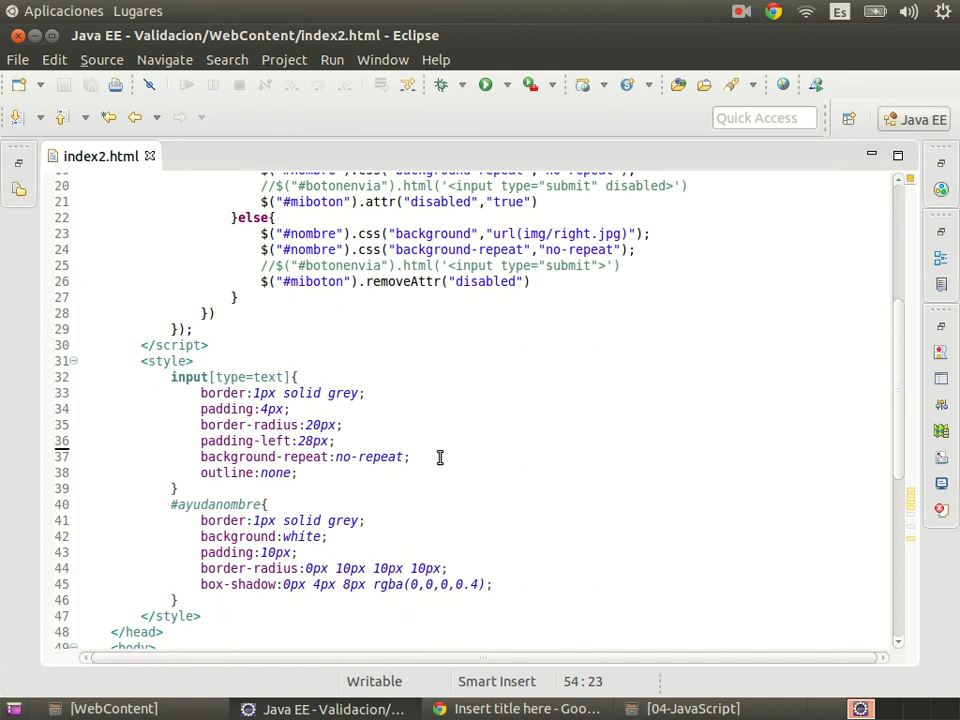 Aplicaciones Lugares Es
Java EE - Validacion/WebContent/index2.html - Eclipse
File Edit Source Navigate Search Project Run Window Help
Quick Access Java EE
index2.html
20 //$("#botonenvia").html('<input type="submit" disabled>')
21 $("#miboton").attr("disabled","true")
22 }else{
23 $("#nombre").css("background","url(img/right.jpg)");
24 $("#nombre").css("background-repeat","no-repeat");
25 //$("#botonenvia").html('<input type="submit">')
26 $("#miboton").removeAttr("disabled")
27 }
28 })
29 });
30 </script>
31 <style>
32 input[type=text]{
33 border:1px solid grey;
34 padding:4px;
35 border-radius:20px;
36 padding-left:28px;
37 background-repeat:no-repeat;
38 outline:none;
39 }
40 #ayudanombre{
41 border:1px solid grey;
42 background:white;
43 padding:10px;
44 border-radius:0px 10px 10px 10px;
45 box-shadow:0px 4px 8px rgba(0,0,0,0.4);
46 }
47 </style>
48 </head>
49 <body>
Writable Smart Insert 54 : 23
[WebContent] Java EE - Validacion/... Insert title here - Goo... [04-JavaScript]